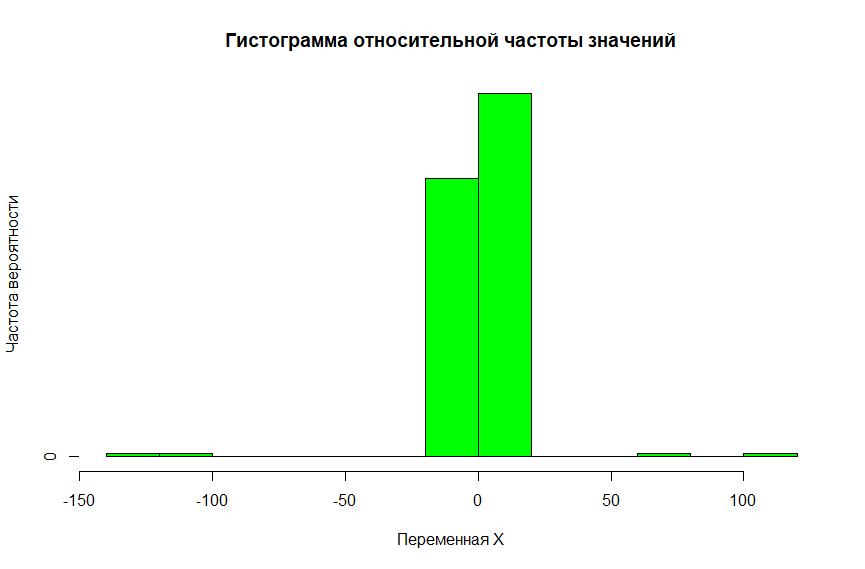 Гистограмма относительной частоты значений
Частота вероятности
0
-150 -100 -50 0 50 100
Переменная X